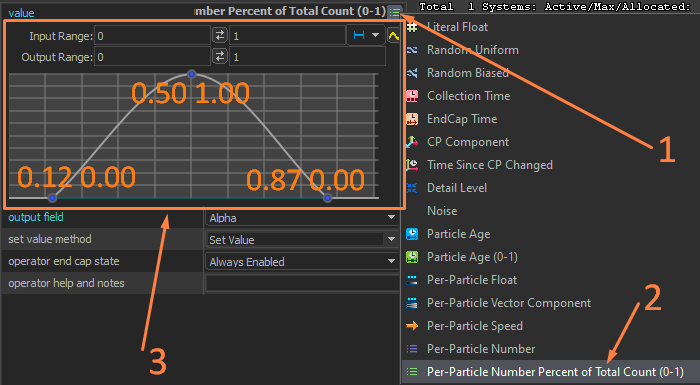 value
mber Percent of Total Count (0-1)
Total 1 Systems: Active/Max/Allocated:
Input Range: 0 1
Output Range: 0 1
0.50 1.00
0.12 0.00
0.87 0.00
output field Alpha
set value method Set Value
operator end cap state Always Enabled
operator help and notes
3
Literal Float
Random Uniform
Random Biased
Collection Time
EndCap Time
CP Component
1
Time Since CP Changed
Detail Level
Noise
Particle Age
Particle Age (0-1)
Per-Particle Float
Per-Particle Vector Component
2
Per-Particle Speed
Per-Particle Number
Per-Particle Number Percent of Total Count (0-1)